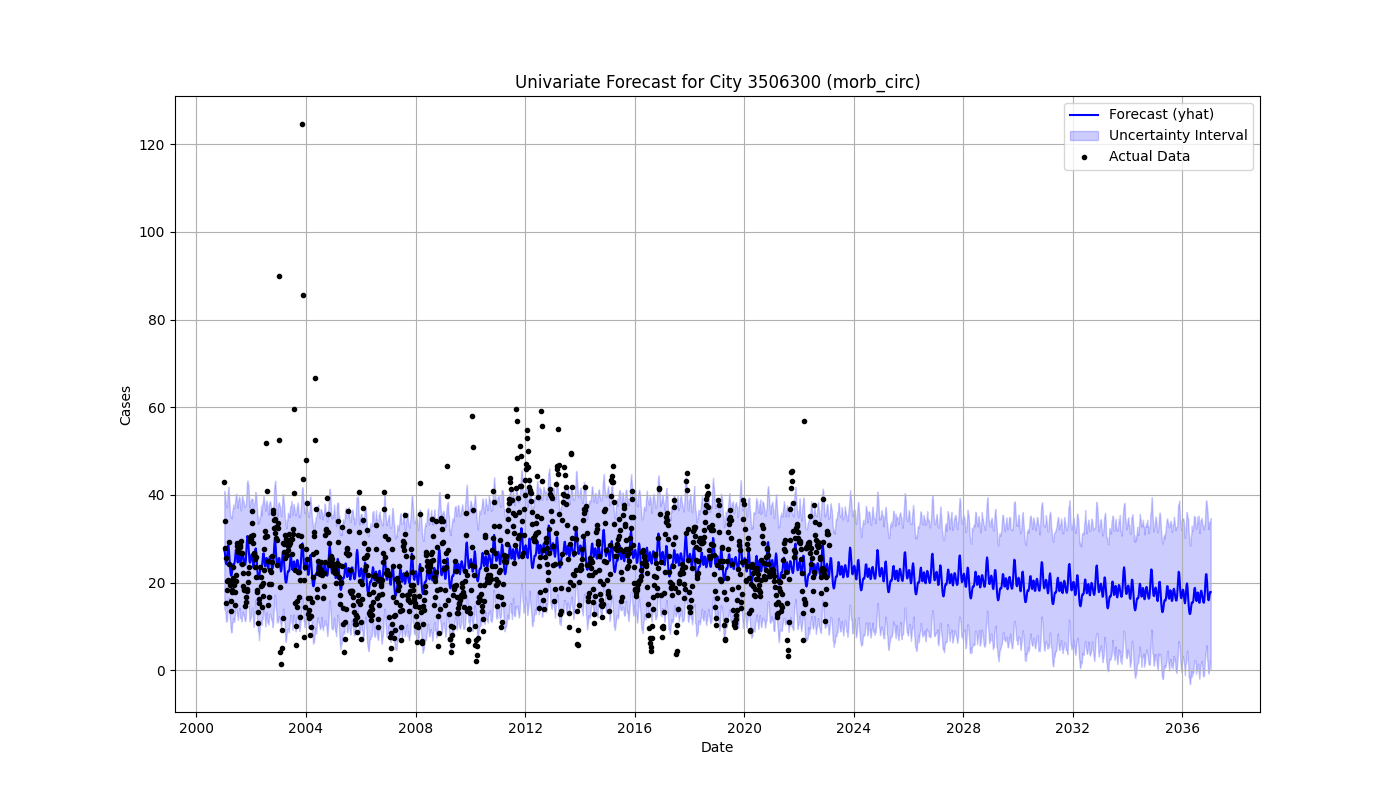 Univariate Forecast for City 3506300 (morb_circ)
Forecast (yhat)
Uncertainty Interval
Actual Data
120
100
80
60
40
20
0
Cases
2000 2004 2008 2012 2016 2020 2024 2028 2032 2036
Date